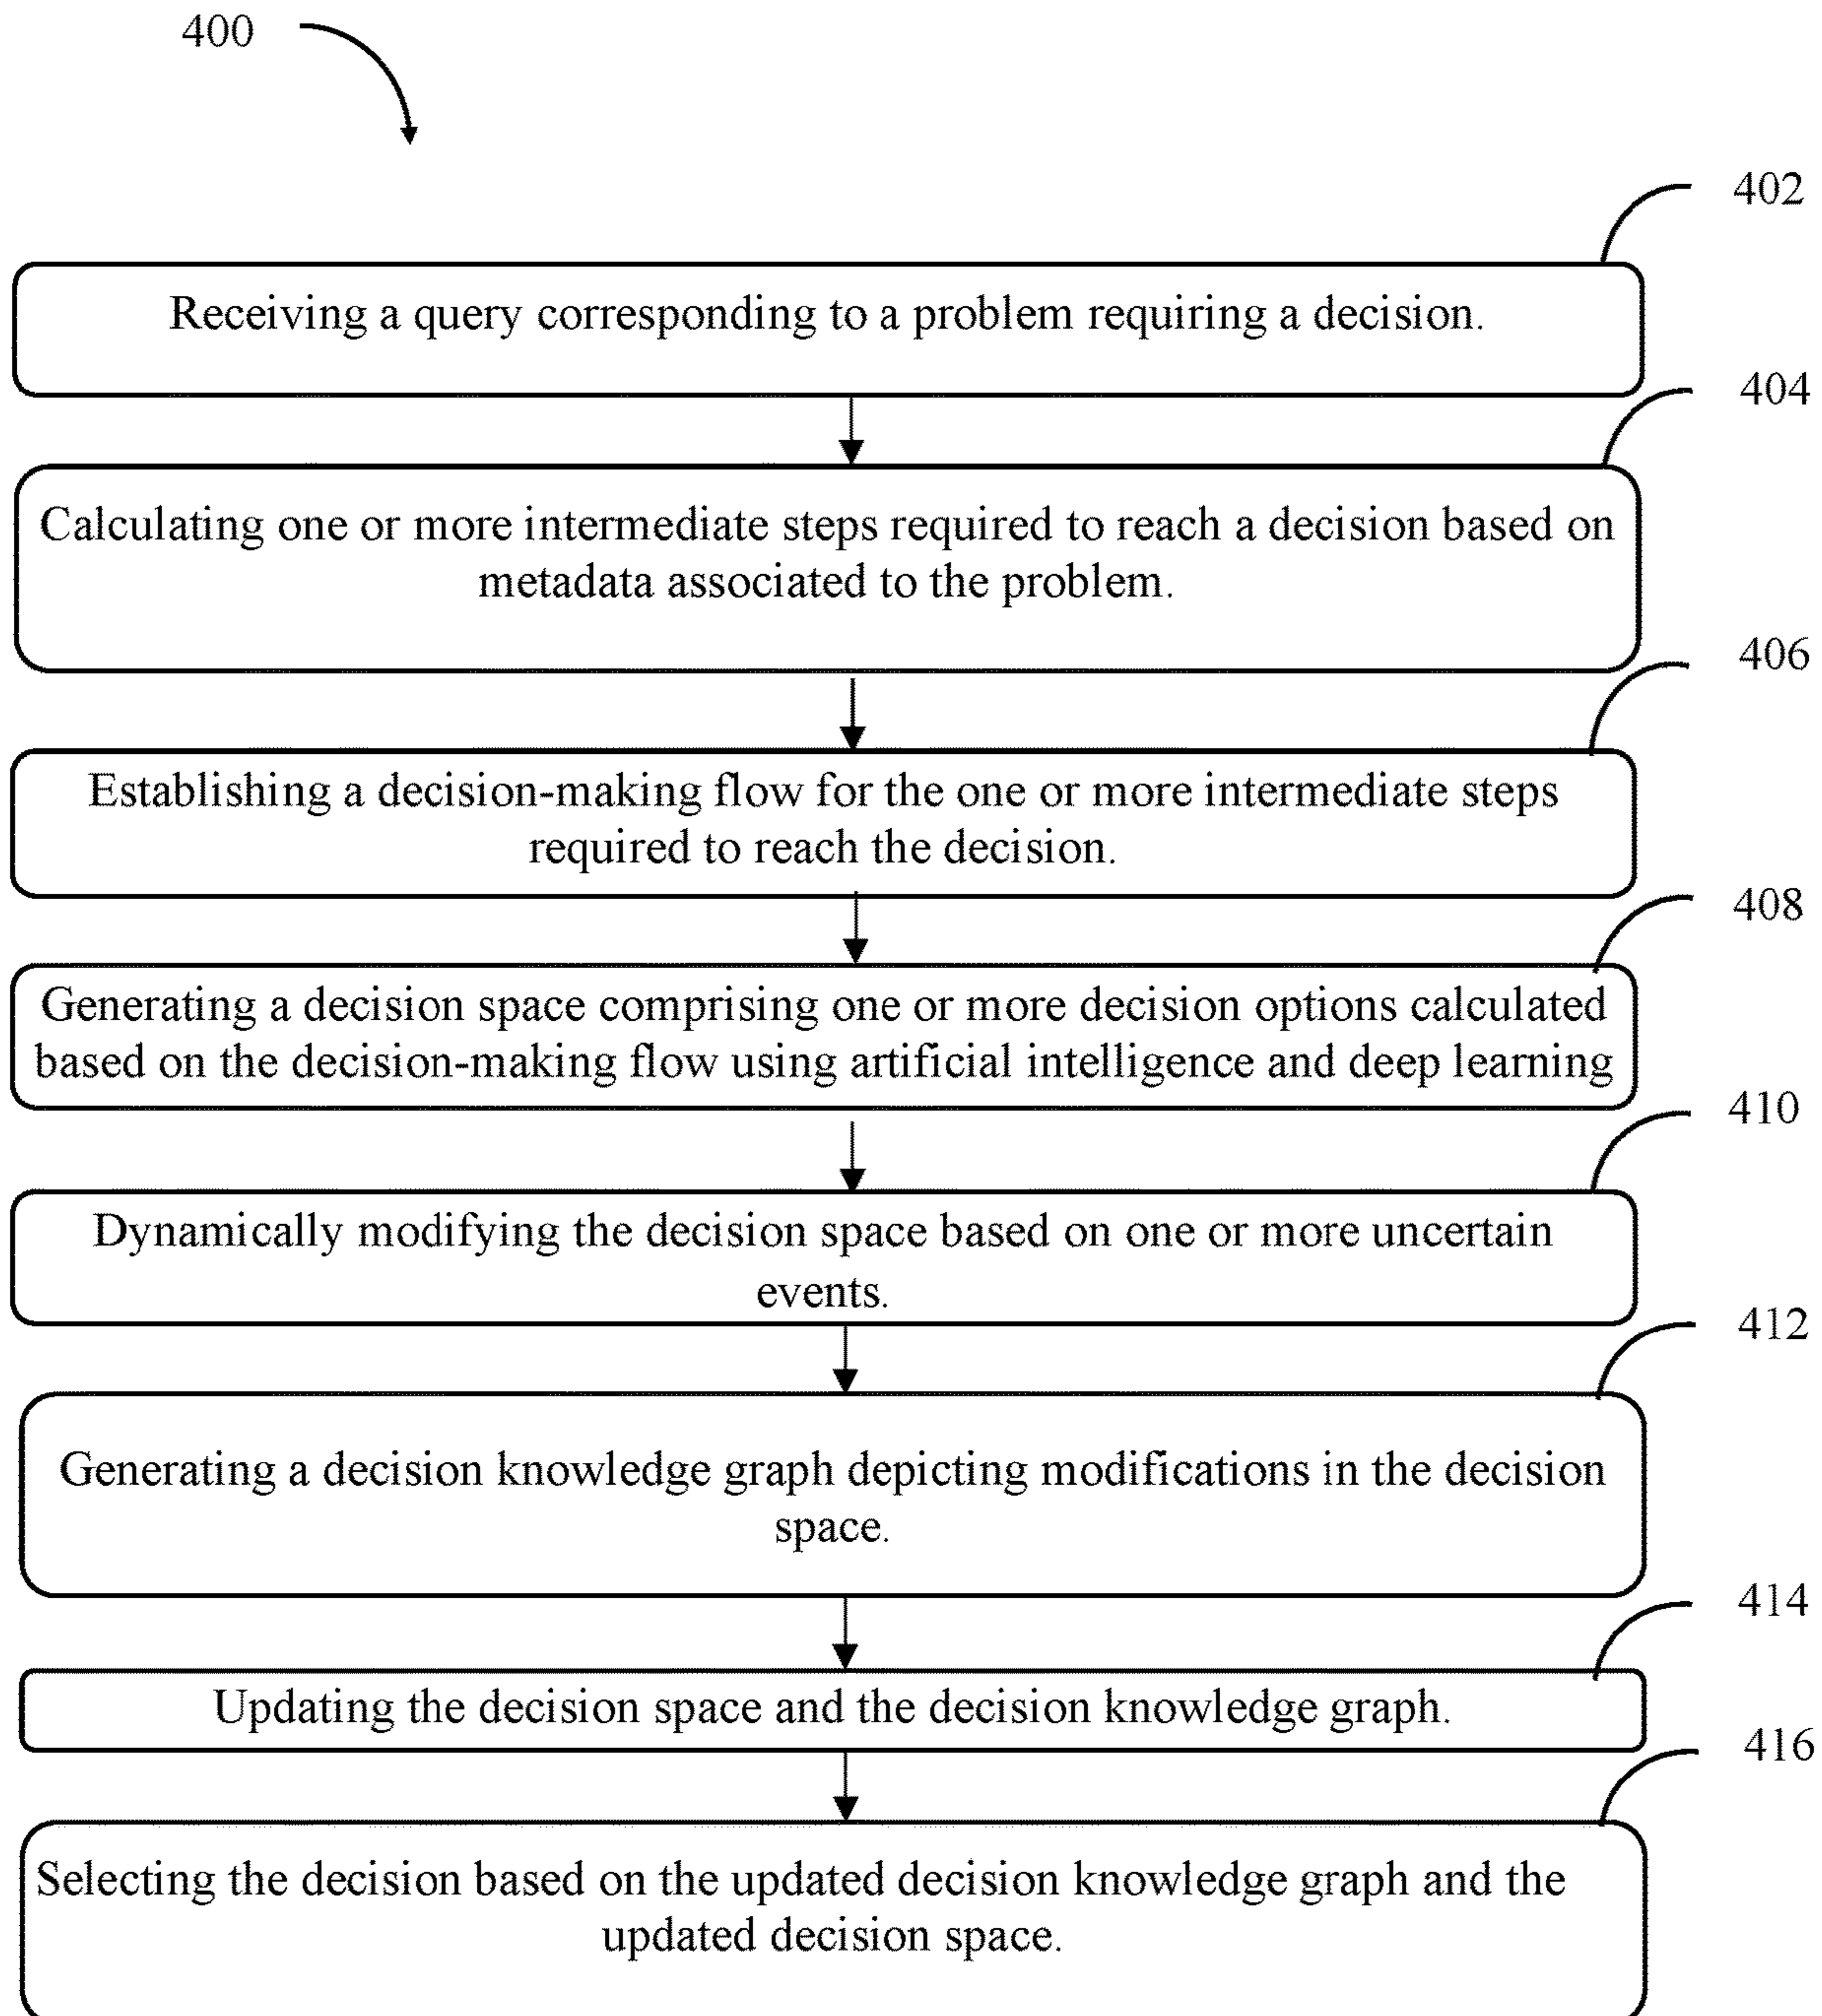 400
402
Receiving a query corresponding to a problem requiring a decision.
404
Calculating one or more intermediate steps required to reach a decision based on
metadata associated to the problem.
406
Establishing a decision-making flow for the one or more intermediate steps
required to reach the decision.
408
Generating a decision space comprising one or more decision options calculated
based on the decision-making flow using artificial intelligence and deep learning
410
Dynamically modifying the decision space based on one or more uncertain
events.
412
Generating a decision knowledge graph depicting modifications in the decision
space.
414
Updating the decision space and the decision knowledge graph.
416
Selecting the decision based on the updated decision knowledge graph and the
updated decision space.